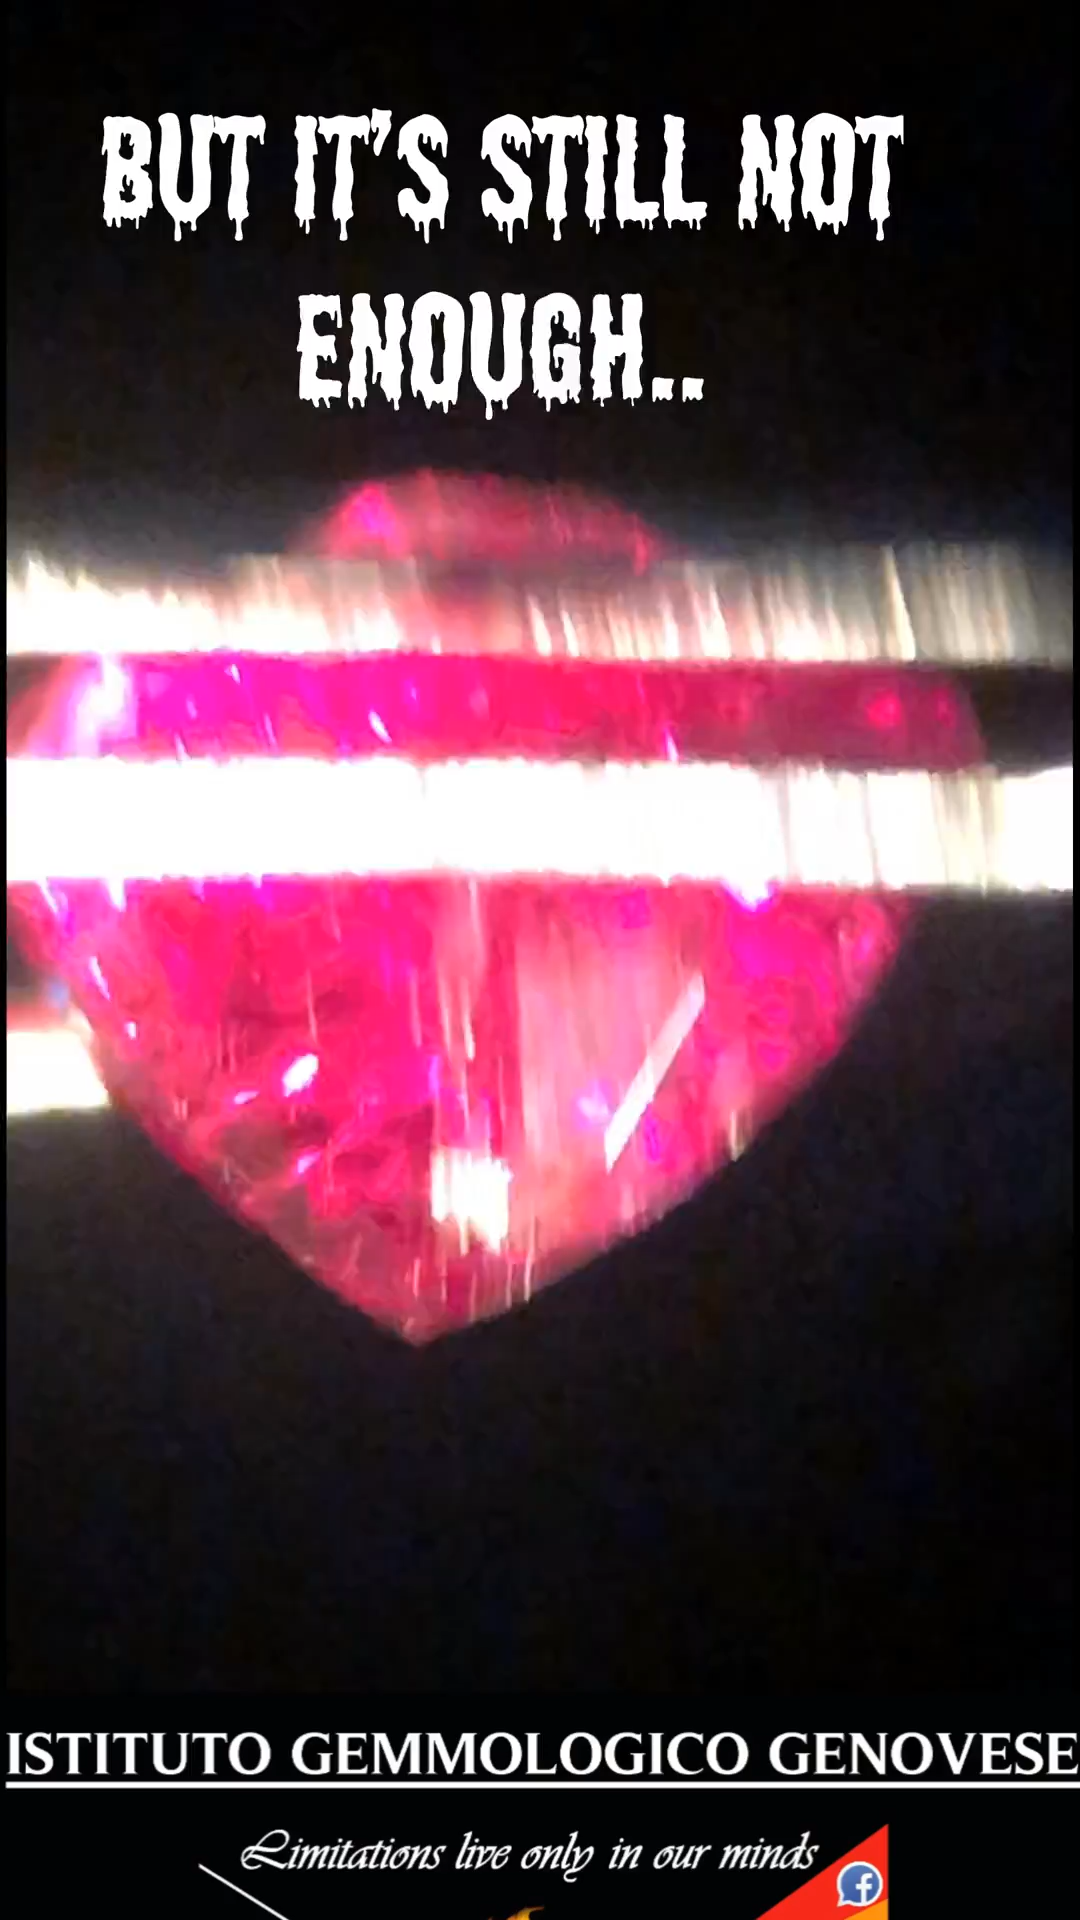 BUT IT'S STILL NOT
ENOUGH..
ISTITUTO GEMMOLOGICO GENOVESE
Limitations live only in our minds